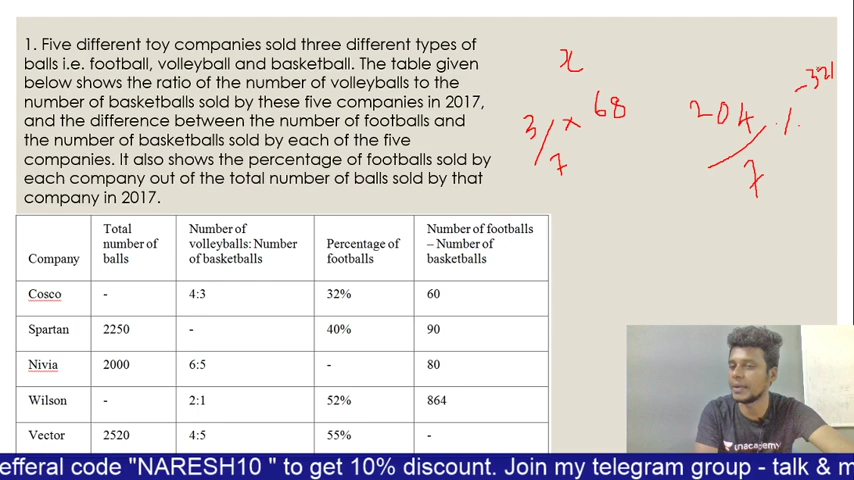 1. Five different toy companies sold three different types of
balls i.e. football, volleyball and basketball. The table given
below shows the ratio of the number of volleyballs to the
number of basketballs sold by these five companies in 2017,
and the difference between the number of footballs and
the number of basketballs sold by each of the five
companies. It also shows the percentage of footballs sold by
each company out of the total number of balls sold by that
company in 2017.
x
3/7 × 68
204/7 %
Company | Total number of balls | Number of volleyballs: Number of basketballs | Percentage of footballs | Number of footballs – Number of basketballs
Cosco | - | 4:3 | 32% | 60
Spartan | 2250 | - | 40% | 90
Nivia | 2000 | 6:5 | - | 80
Wilson | - | 2:1 | 52% | 864
Vector | 2520 | 4:5 | 55% | -
unacademy
efferal code "NARESH10 " to get 10% discount. Join my telegram group - talk & m